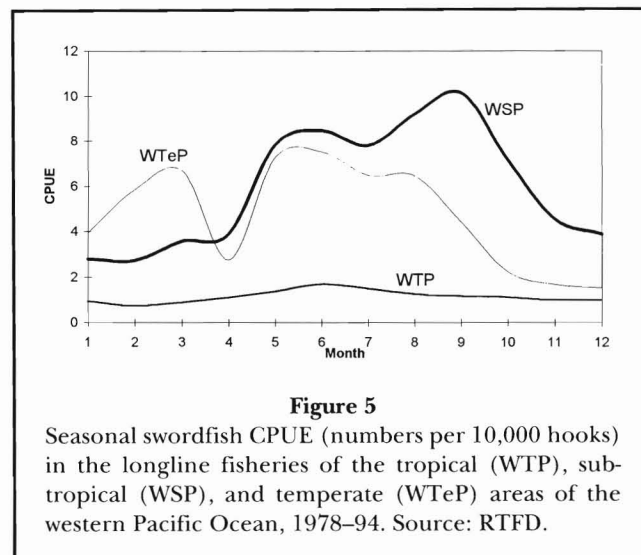 12
10
8
6
4
2
0
CPUE
WTeP
WSP
WTP
1 2 3 4 5 6 7 8 9 10 11 12
Month
Figure 5
Seasonal swordfish CPUE (numbers per 10,000 hooks)
in the longline fisheries of the tropical (WTP), sub-
tropical (WSP), and temperate (WTeP) areas of the
western Pacific Ocean, 1978–94. Source: RTFD.